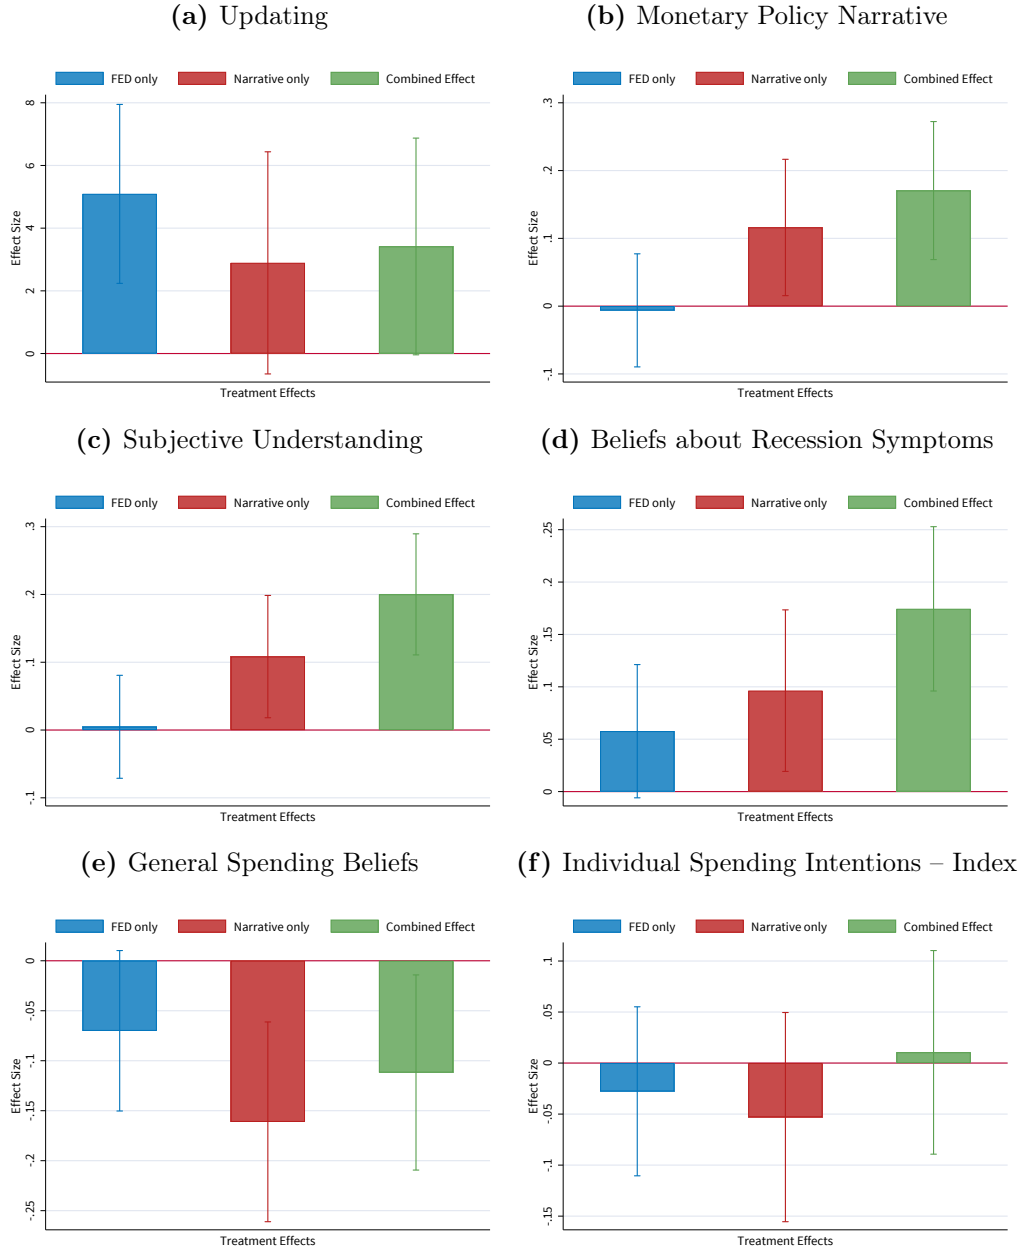 (a) Updating
FED only Narrative only Combined Effect
Effect Size
8
6
4
2
0
Treatment Effects
(b) Monetary Policy Narrative
FED only Narrative only Combined Effect
Effect Size
.3
.2
.1
0
-.1
Treatment Effects
(c) Subjective Understanding
FED only Narrative only Combined Effect
Effect Size
.3
.2
.1
0
-.1
Treatment Effects
(d) Beliefs about Recession Symptoms
FED only Narrative only Combined Effect
Effect Size
.25
.2
.15
.1
.05
0
Treatment Effects
(e) General Spending Beliefs
FED only Narrative only Combined Effect
Effect Size
0
-.05
-.1
-.15
-.2
-.25
Treatment Effects
(f) Individual Spending Intentions – Index
FED only Narrative only Combined Effect
Effect Size
.1
.05
0
-.05
-.1
-.15
Treatment Effects